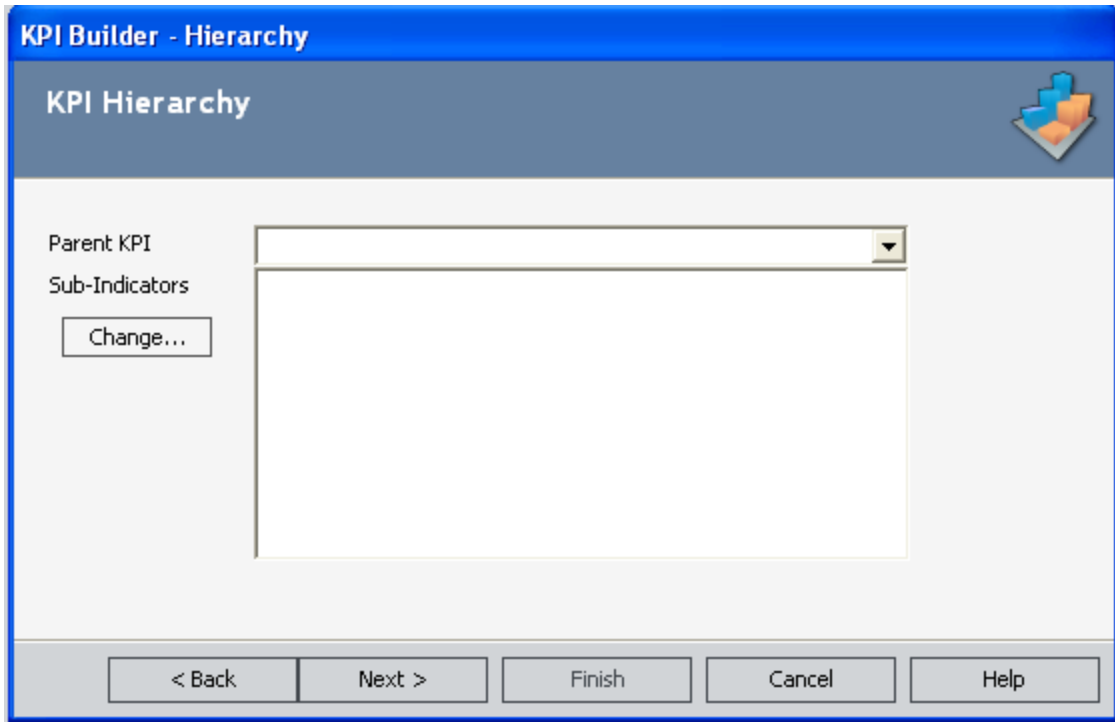 KPI Builder - Hierarchy
KPI Hierarchy
Parent KPI
Sub-Indicators
Change...
< Back Next > Finish Cancel Help